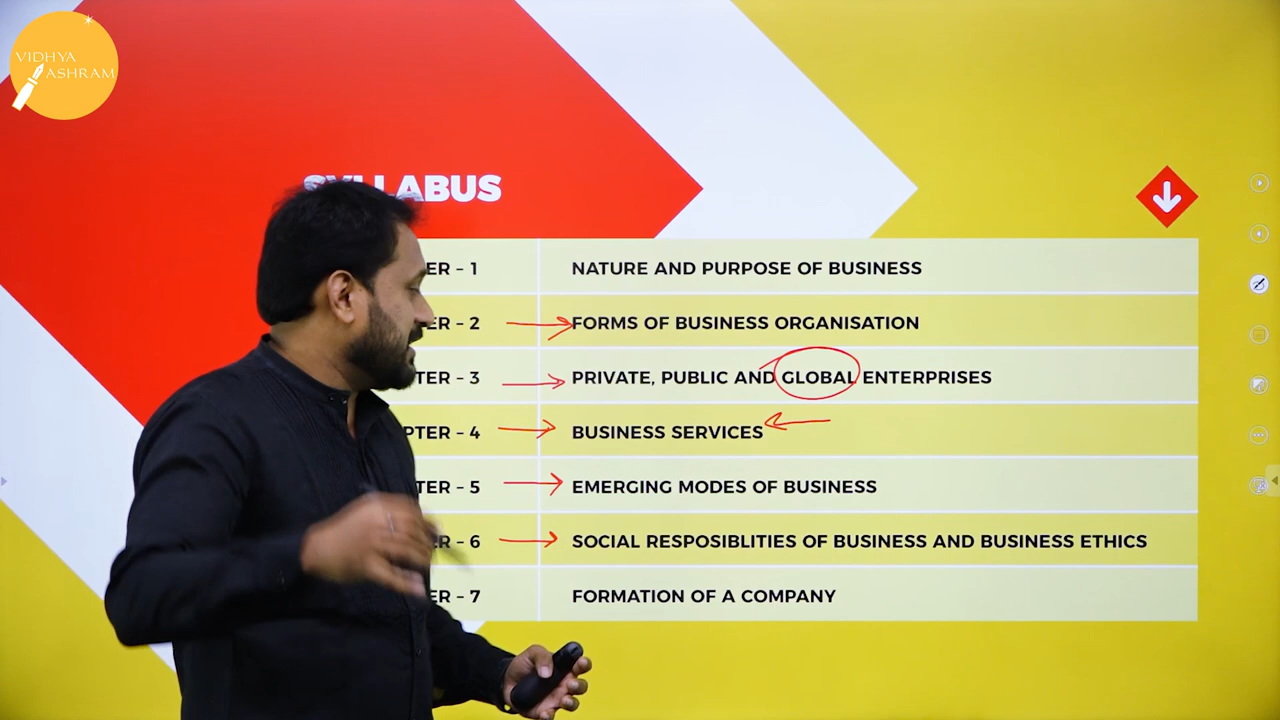 VIDHYA
ASHRAM
SYLLABUS
ER - 1 NATURE AND PURPOSE OF BUSINESS
ER - 2 FORMS OF BUSINESS ORGANISATION
TER - 3 PRIVATE, PUBLIC AND GLOBAL ENTERPRISES
PTER - 4 BUSINESS SERVICES
TER - 5 EMERGING MODES OF BUSINESS
ER - 6 SOCIAL RESPOSIBLITIES OF BUSINESS AND BUSINESS ETHICS
ER - 7 FORMATION OF A COMPANY